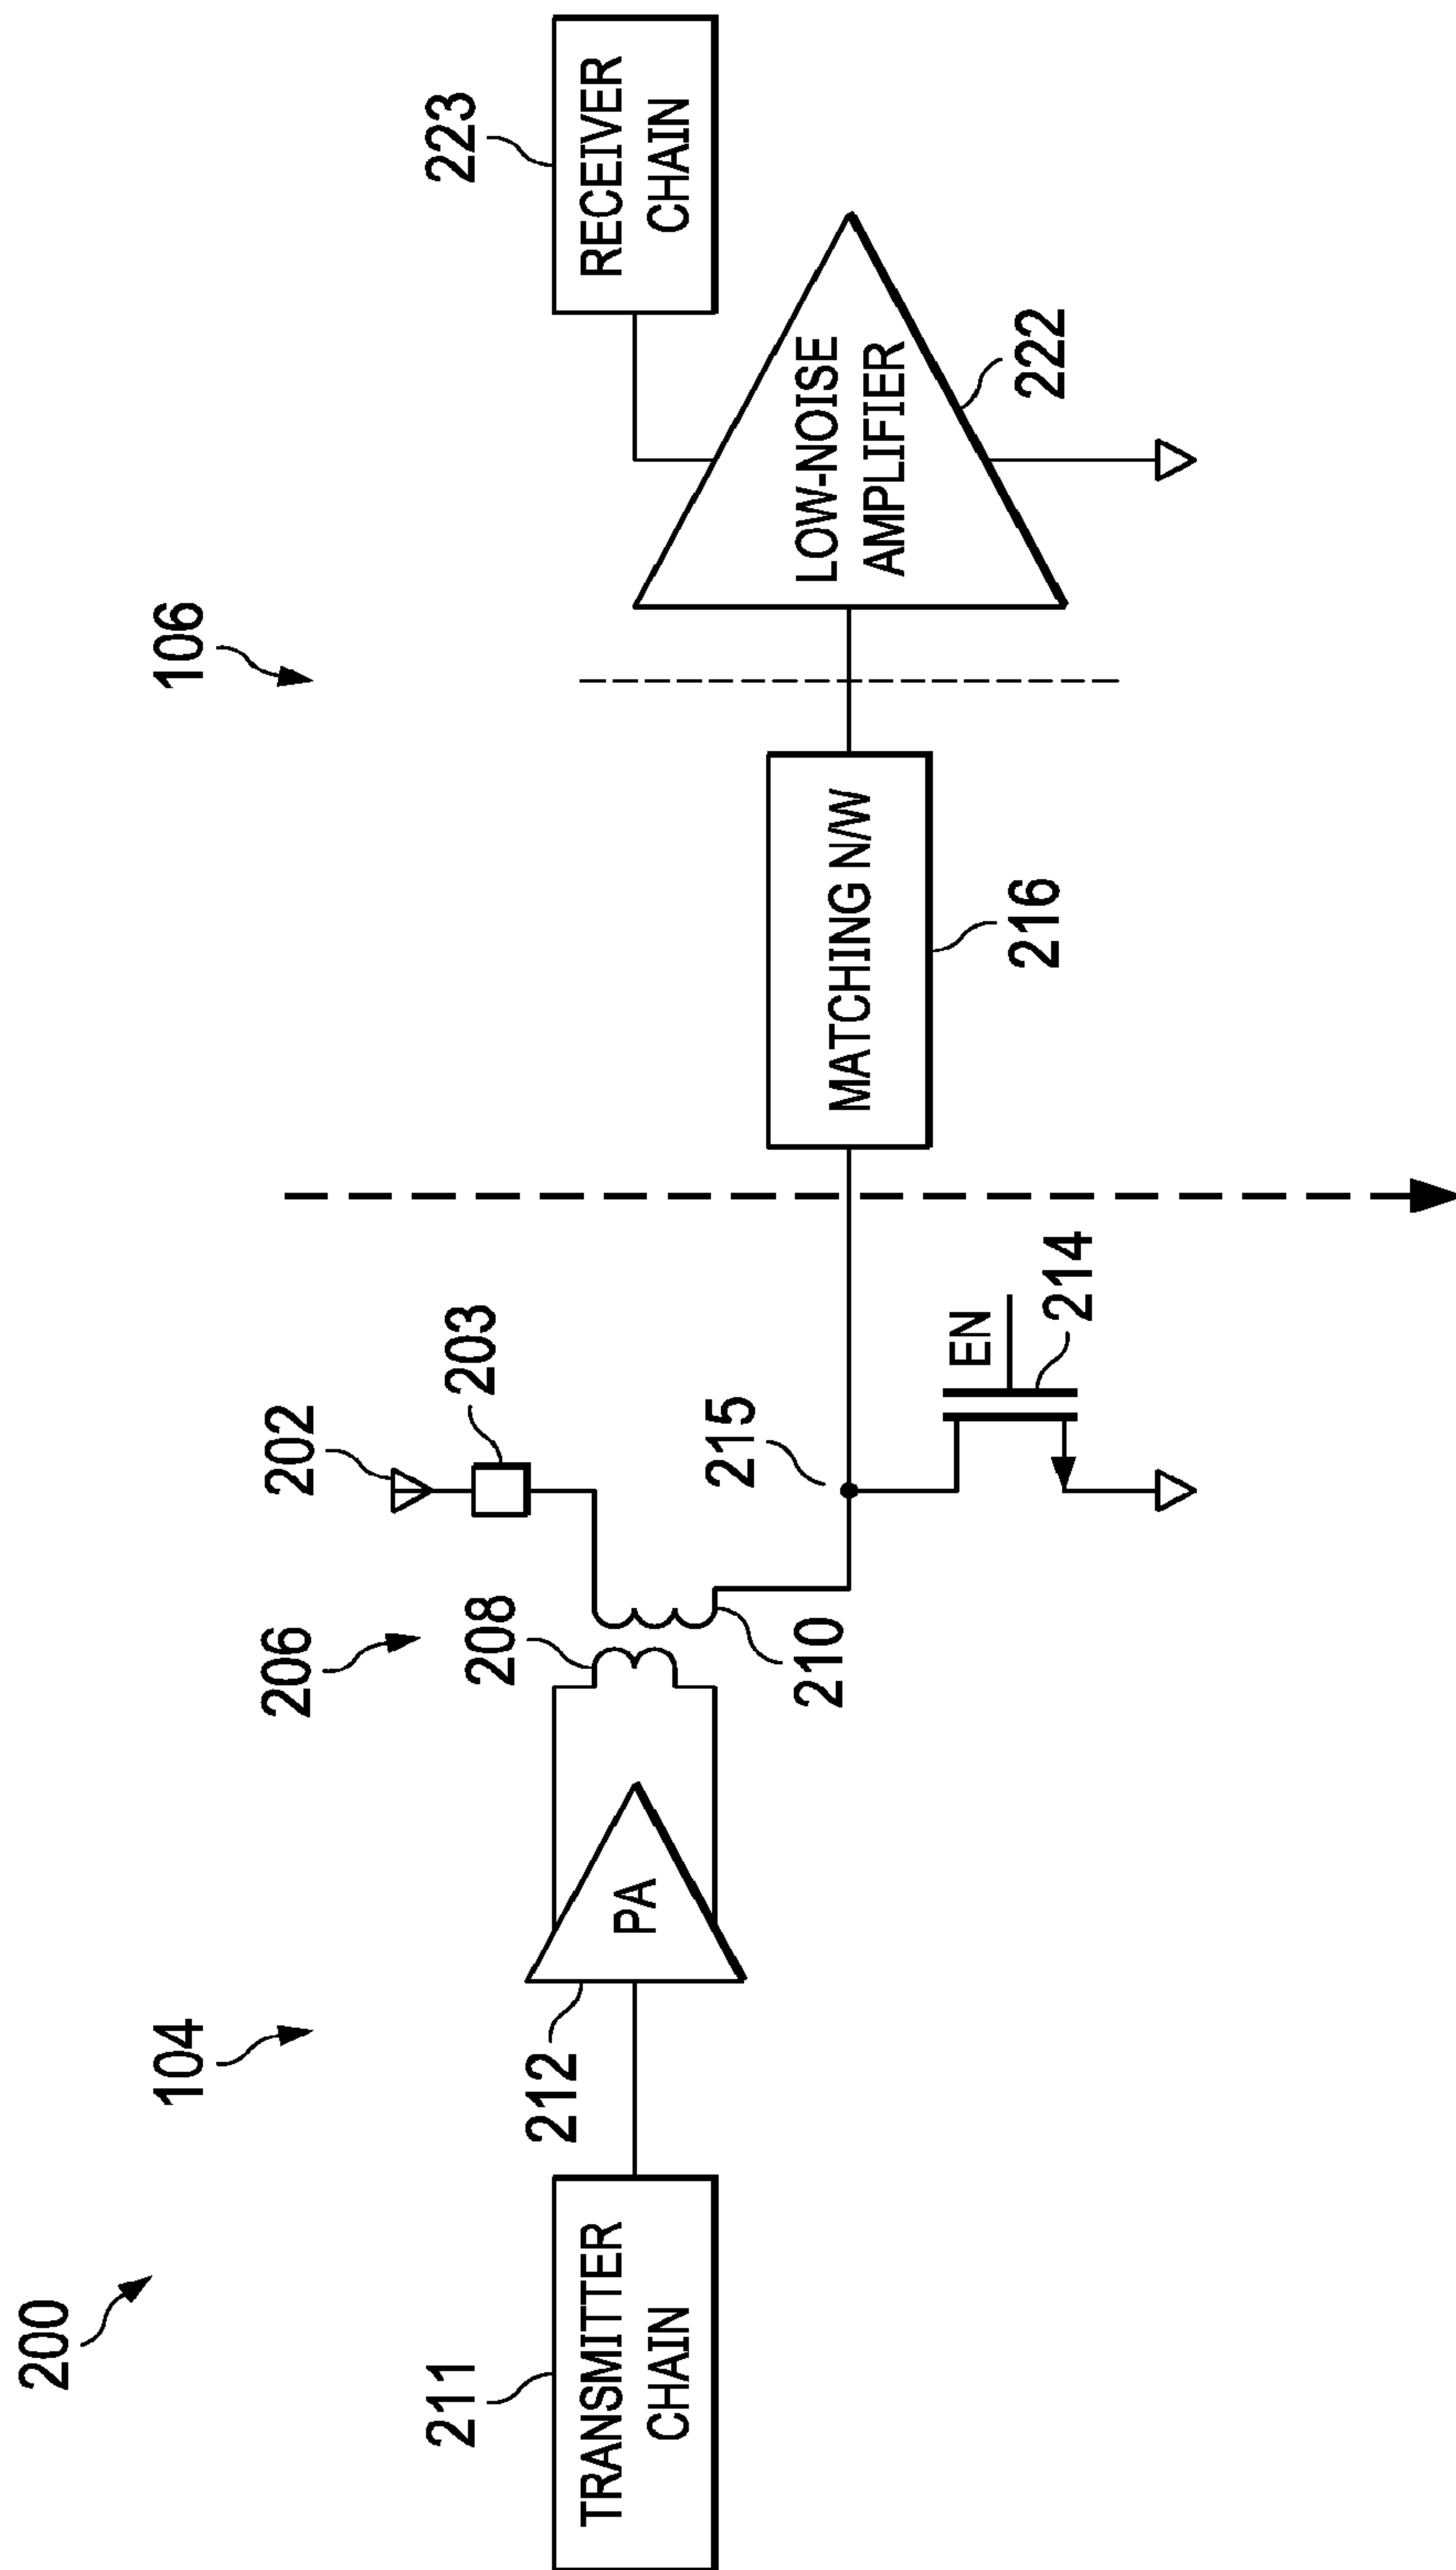 200
104
106
202
203
206
208
210
211
TRANSMITTER
CHAIN
212
PA
215
EN
214
MATCHING N/W
216
LOW-NOISE
AMPLIFIER
222
223
RECEIVER
CHAIN